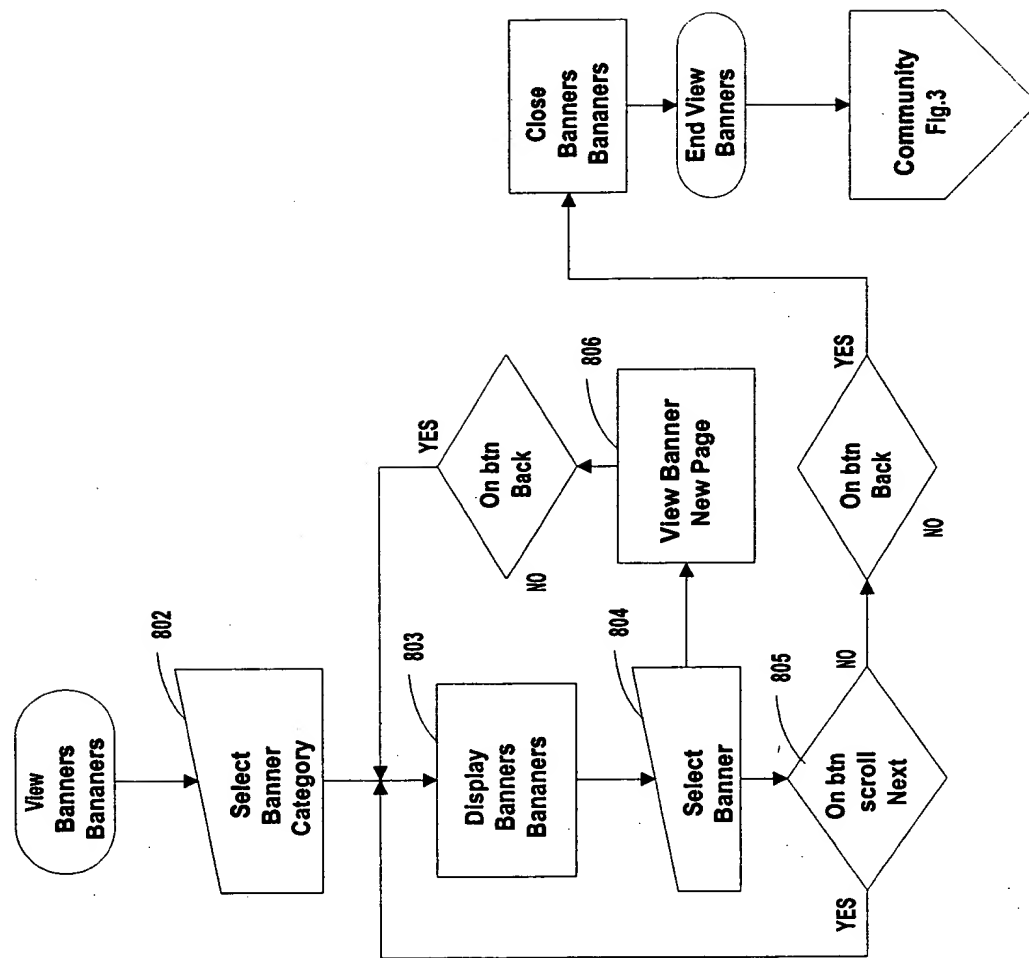 View
Banners
Bananers
802
Select
Banner
Category
803
Display
Banners
Bananers
804
Select
Banner
805
On btn
scroll
Next
YES
NO
806
View Banner
New Page
On btn
Back
YES
NO
On btn
Back
YES
NO
Close
Banners
Bananers
End View
Banners
Community
Fig.3